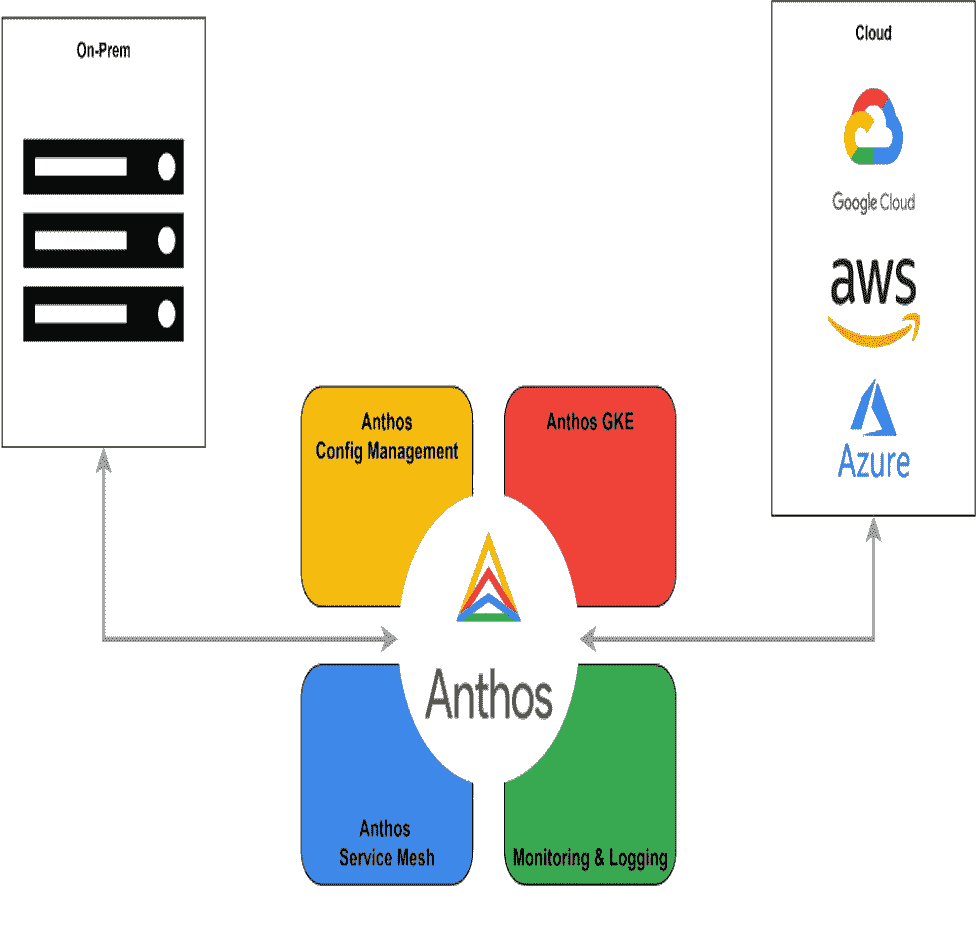 On-Prem
Cloud
Google Cloud
aws
Azure
Anthos
Config Management
Anthos GKE
Anthos
Anthos
Service Mesh
Monitoring & Logging